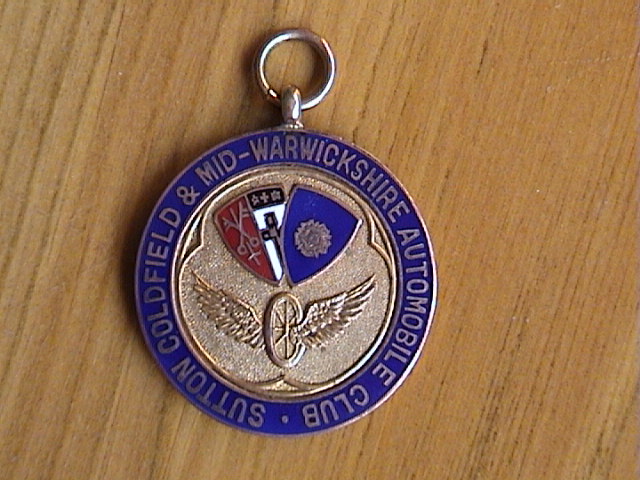 SUTTON COLDFIELD & MID-WARWICKSHIRE AUTOMOBILE CLUB ·